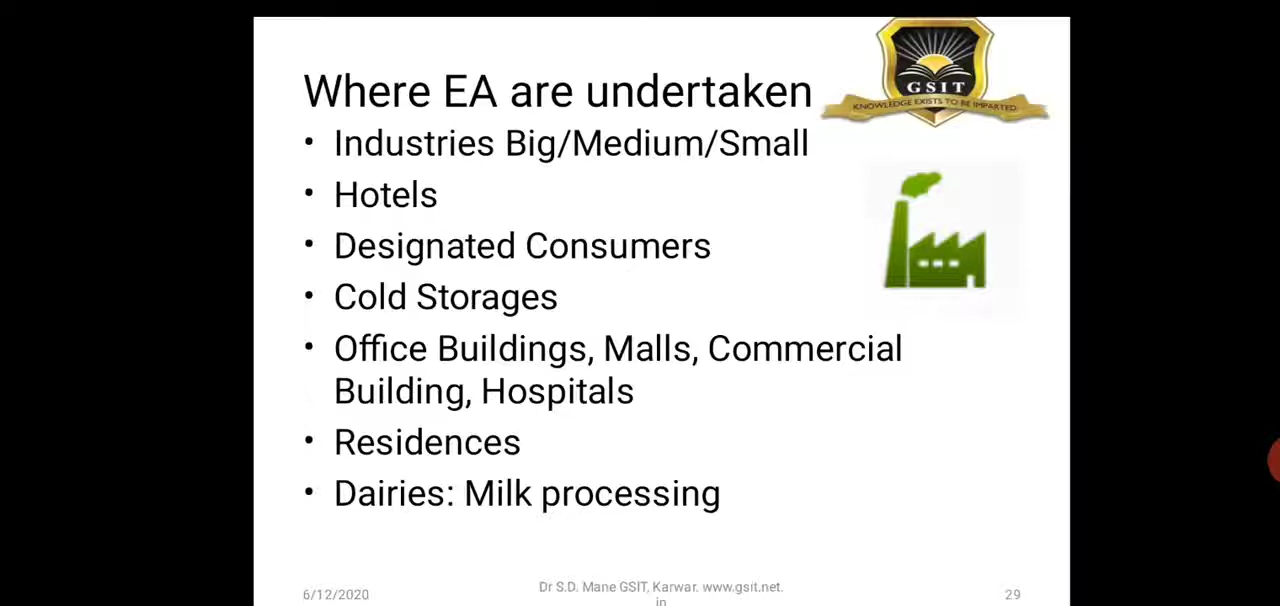 GSIT
KNOWLEDGE EXISTS TO BE IMPARTED
Where EA are undertaken
• Industries Big/Medium/Small
• Hotels
• Designated Consumers
• Cold Storages
• Office Buildings, Malls, Commercial
Building, Hospitals
• Residences
• Dairies: Milk processing
6/12/2020
Dr S.D. Mane GSIT, Karwar. www.gsit.net.
in
29